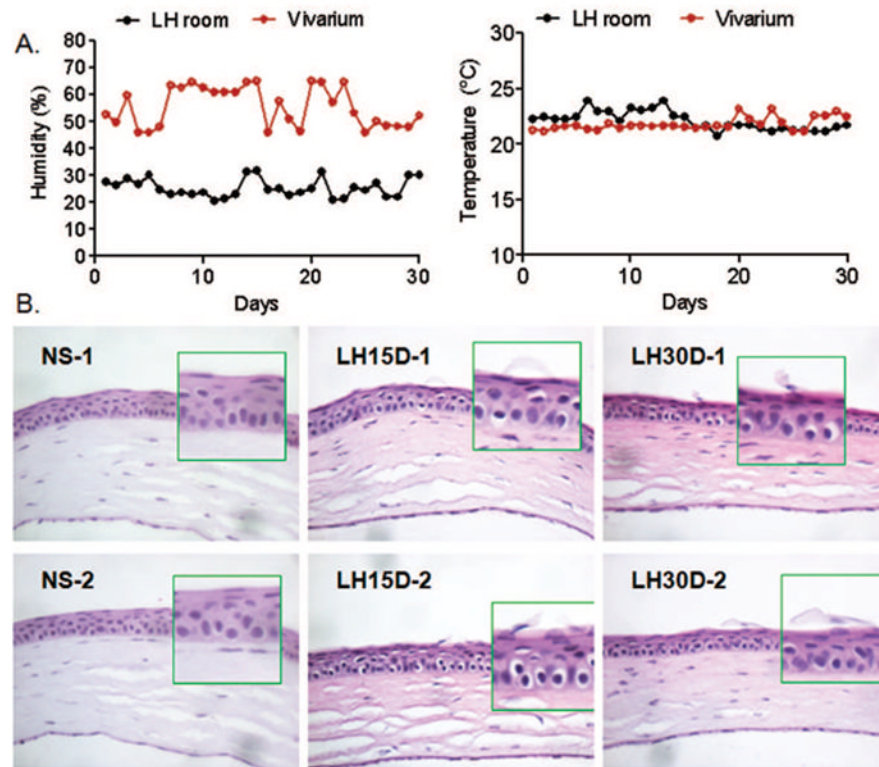 A.
LH room Vivarium
Humidity (%)
80
70
60
50
40
30
20
10
0
0 10 20 30
Days
LH room Vivarium
Temperature (°C)
30
25
20
15
10
0 10 20 30
Days
B.
NS-1 LH15D-1 LH30D-1
NS-2 LH15D-2 LH30D-2